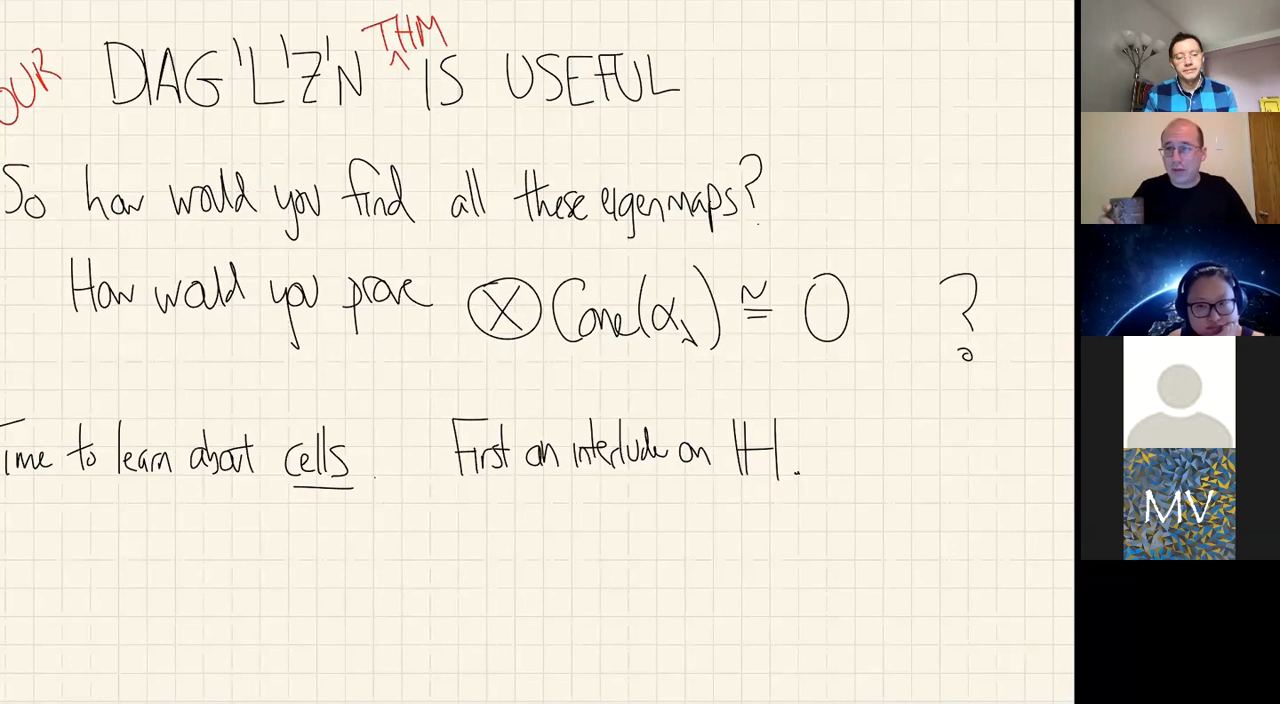 OUR DIAG'L'Z'N THM IS USEFUL
So how would you find all these eigenmaps?
How would you prove ⊗ Cone(αλ) ≅ 0 ?
Time to learn about cells. First an interlude on ℍ.
MV